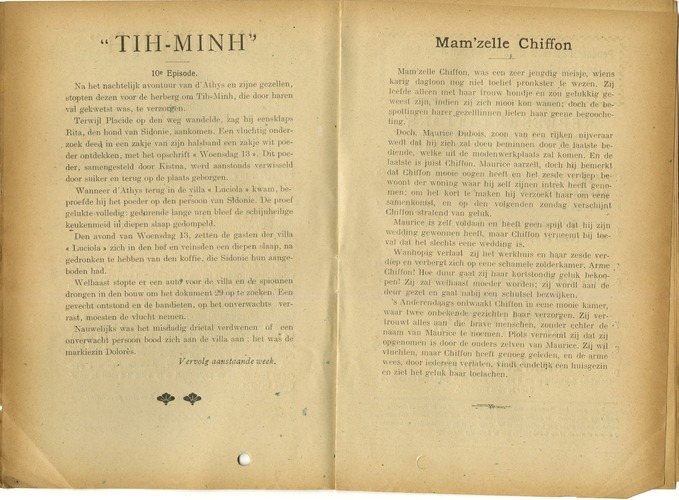 "TIH-MINH"
10e Episode.
Na het nachtelijk avontuur van d'Athys en zijne gezellen,
stopten dezen voor de herberg om Tih-Minh, die door haren
val gekwetst was, te verzorgen.
Terwijl Placide op den weg wandelde, zag hij eensklaps
Rita, den hond van Sidonie, aankomen. Een vluchtig onder-
zoek deed in een zakje van zijn halsband een zakje wit poe-
der ontdekken, met het opschrift « Woensdag 13 ». Dit poe-
der, samengesteld door Kistna, werd aanstonds verwisseld
door suiker en terug op de plaats geborgen.
Wanneer d'Athys terug in de villa « Luciola » kwam, be-
proefde hij het poeder op den persoon van Sidonie. De proef
gelukte volledig: gedurende lange uren bleef de schijnheilige
keukenmeid in diepen slaap gedompeld.
Den avond van Woensdag 13, zetten de gasten der villa
« Luciola » zich in den hof en veinsden een diepen slaap, na
gedronken te hebben van den koffie, die Sidonie hun aange-
boden had.
Welhaast stopte er een auto voor de villa en de spionnen
drongen in den bouw om het dokument 29 op te zoeken. Een
gevecht ontstond en de bandieten, op het onverwachts ver-
rast, moesten de vlucht nemen.
Nauwelijks was het misdadig drietal verdwenen of een
onverwacht persoon bood zich aan de villa aan : het was de
markiezin Dolorès.
Vervolg aanstaande week.
Mam'zelle Chiffon
Mam'zelle Chiffon, was een zeer jeugdig meisje, wiens
karig dagloon nog niet toeliet pronkster te wezen. Zij
leefde alleen met haar trouw hondje en zou gelukkig ge-
weest zijn, indien zij zich mooi kon wanen; doch de be-
spottingen harer gezellinnen lieten haar geene begooche-
ling.
Doch, Maurice Dubois, zoon van een rijken nijveraar
wedt dat hij zich zal doen beminnen door de laatste be-
diende, welke uit de modenwerkplaats zal komen. En de
laatste is juist Chiffon. Maurice aarzelt, doch hij bemerkt
dat Chiffon mooie oogen heeft en het zesde verdiep be-
woont der woning waar hij zelf zijnen intrek heeft geno-
men; om het kort te maken hij verzoekt haar om eene
samenkomst, en op den volgenden zondag verschijnt
Chiffon stralend van geluk.
Maurice is zelf voldaan en heeft geen spijt dat hij zijn
wedding gewonnen heeft, maar Chiffon verneemt bij toe-
val dat het slechts eene wedding is.
Wanhopig verlaat zij het werkhuis en haar zesde ver-
diep en verbergt zich op eene schamele zolderkamer, Arme
Chiffon! Hoe duur gaat zij haar kortstondig geluk bekoo-
pen! Zij zal welhaast moeder worden; zij wordt aan de
deur gezet en gaat nabij een schutsel bezwijken.
's Anderendaags ontwaakt Chiffon in eene mooie kamer,
waar twee onbekende gezichten haar verzorgen. Zij ver-
trouwt alles aan die brave menschen, zonder echter de
naam van Maurice te noemen. Plots verneemt zij dat zij
opgenomen is door de ouders zelven van Maurice. Zij wil
vluchten, maar Chiffon heeft genoeg geleden, en de arme
wees, door iedereen verlaten, vindt eindelijk een huisgezin
en ziet het geluk haar toelachen.